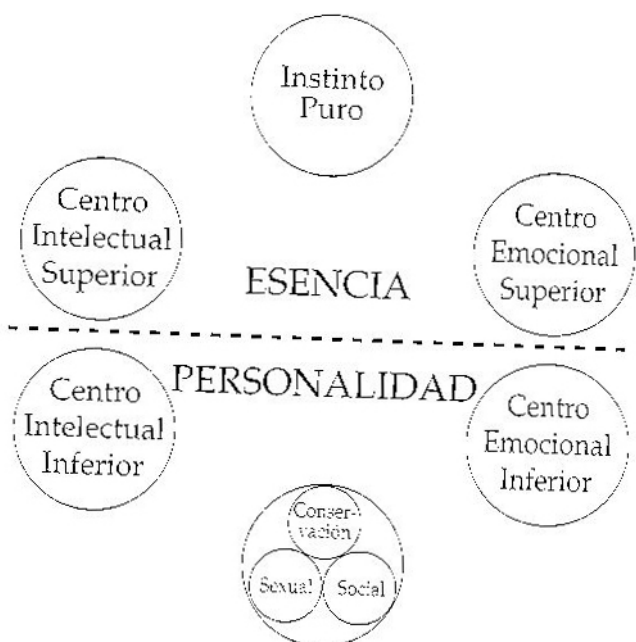 Instinto
Puro
Centro
Intelectual
Superior
Centro
Emocional
Superior
ESENCIA
PERSONALIDAD
Centro
Intelectual
Inferior
Centro
Emocional
Inferior
Conser-
vación
Sexual
Social